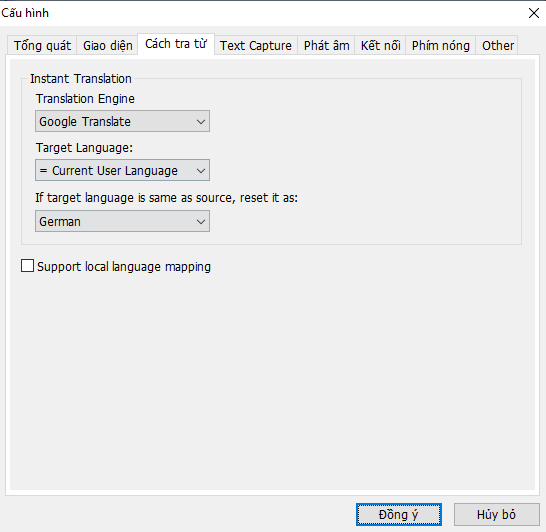 Cấu hình
Tổng quát Giao diện Cách tra từ Text Capture Phát âm Kết nối Phím nóng Other
Instant Translation
Translation Engine
Google Translate
Target Language:
= Current User Language
If target language is same as source, reset it as:
German
Support local language mapping
Đồng ý Hủy bỏ